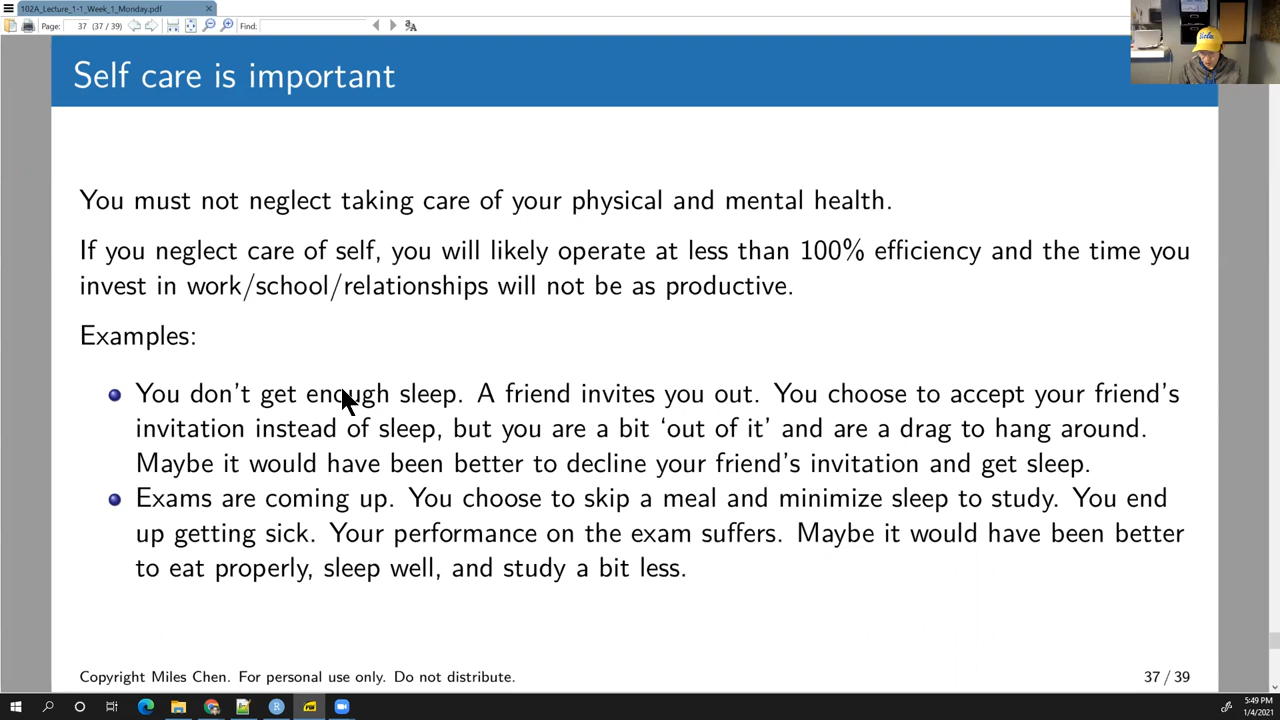 102A_Lecture_1-1_Week_1_Monday.pdf
Page: 37 (37 / 39) Find:
Self care is important
You must not neglect taking care of your physical and mental health.
If you neglect care of self, you will likely operate at less than 100% efficiency and the time you
invest in work/school/relationships will not be as productive.
Examples:
You don't get enough sleep. A friend invites you out. You choose to accept your friend's
invitation instead of sleep, but you are a bit 'out of it' and are a drag to hang around.
Maybe it would have been better to decline your friend's invitation and get sleep.
Exams are coming up. You choose to skip a meal and minimize sleep to study. You end
up getting sick. Your performance on the exam suffers. Maybe it would have been better
to eat properly, sleep well, and study a bit less.
Copyright Miles Chen. For personal use only. Do not distribute.
37 / 39
5:49 PM
1/4/2021